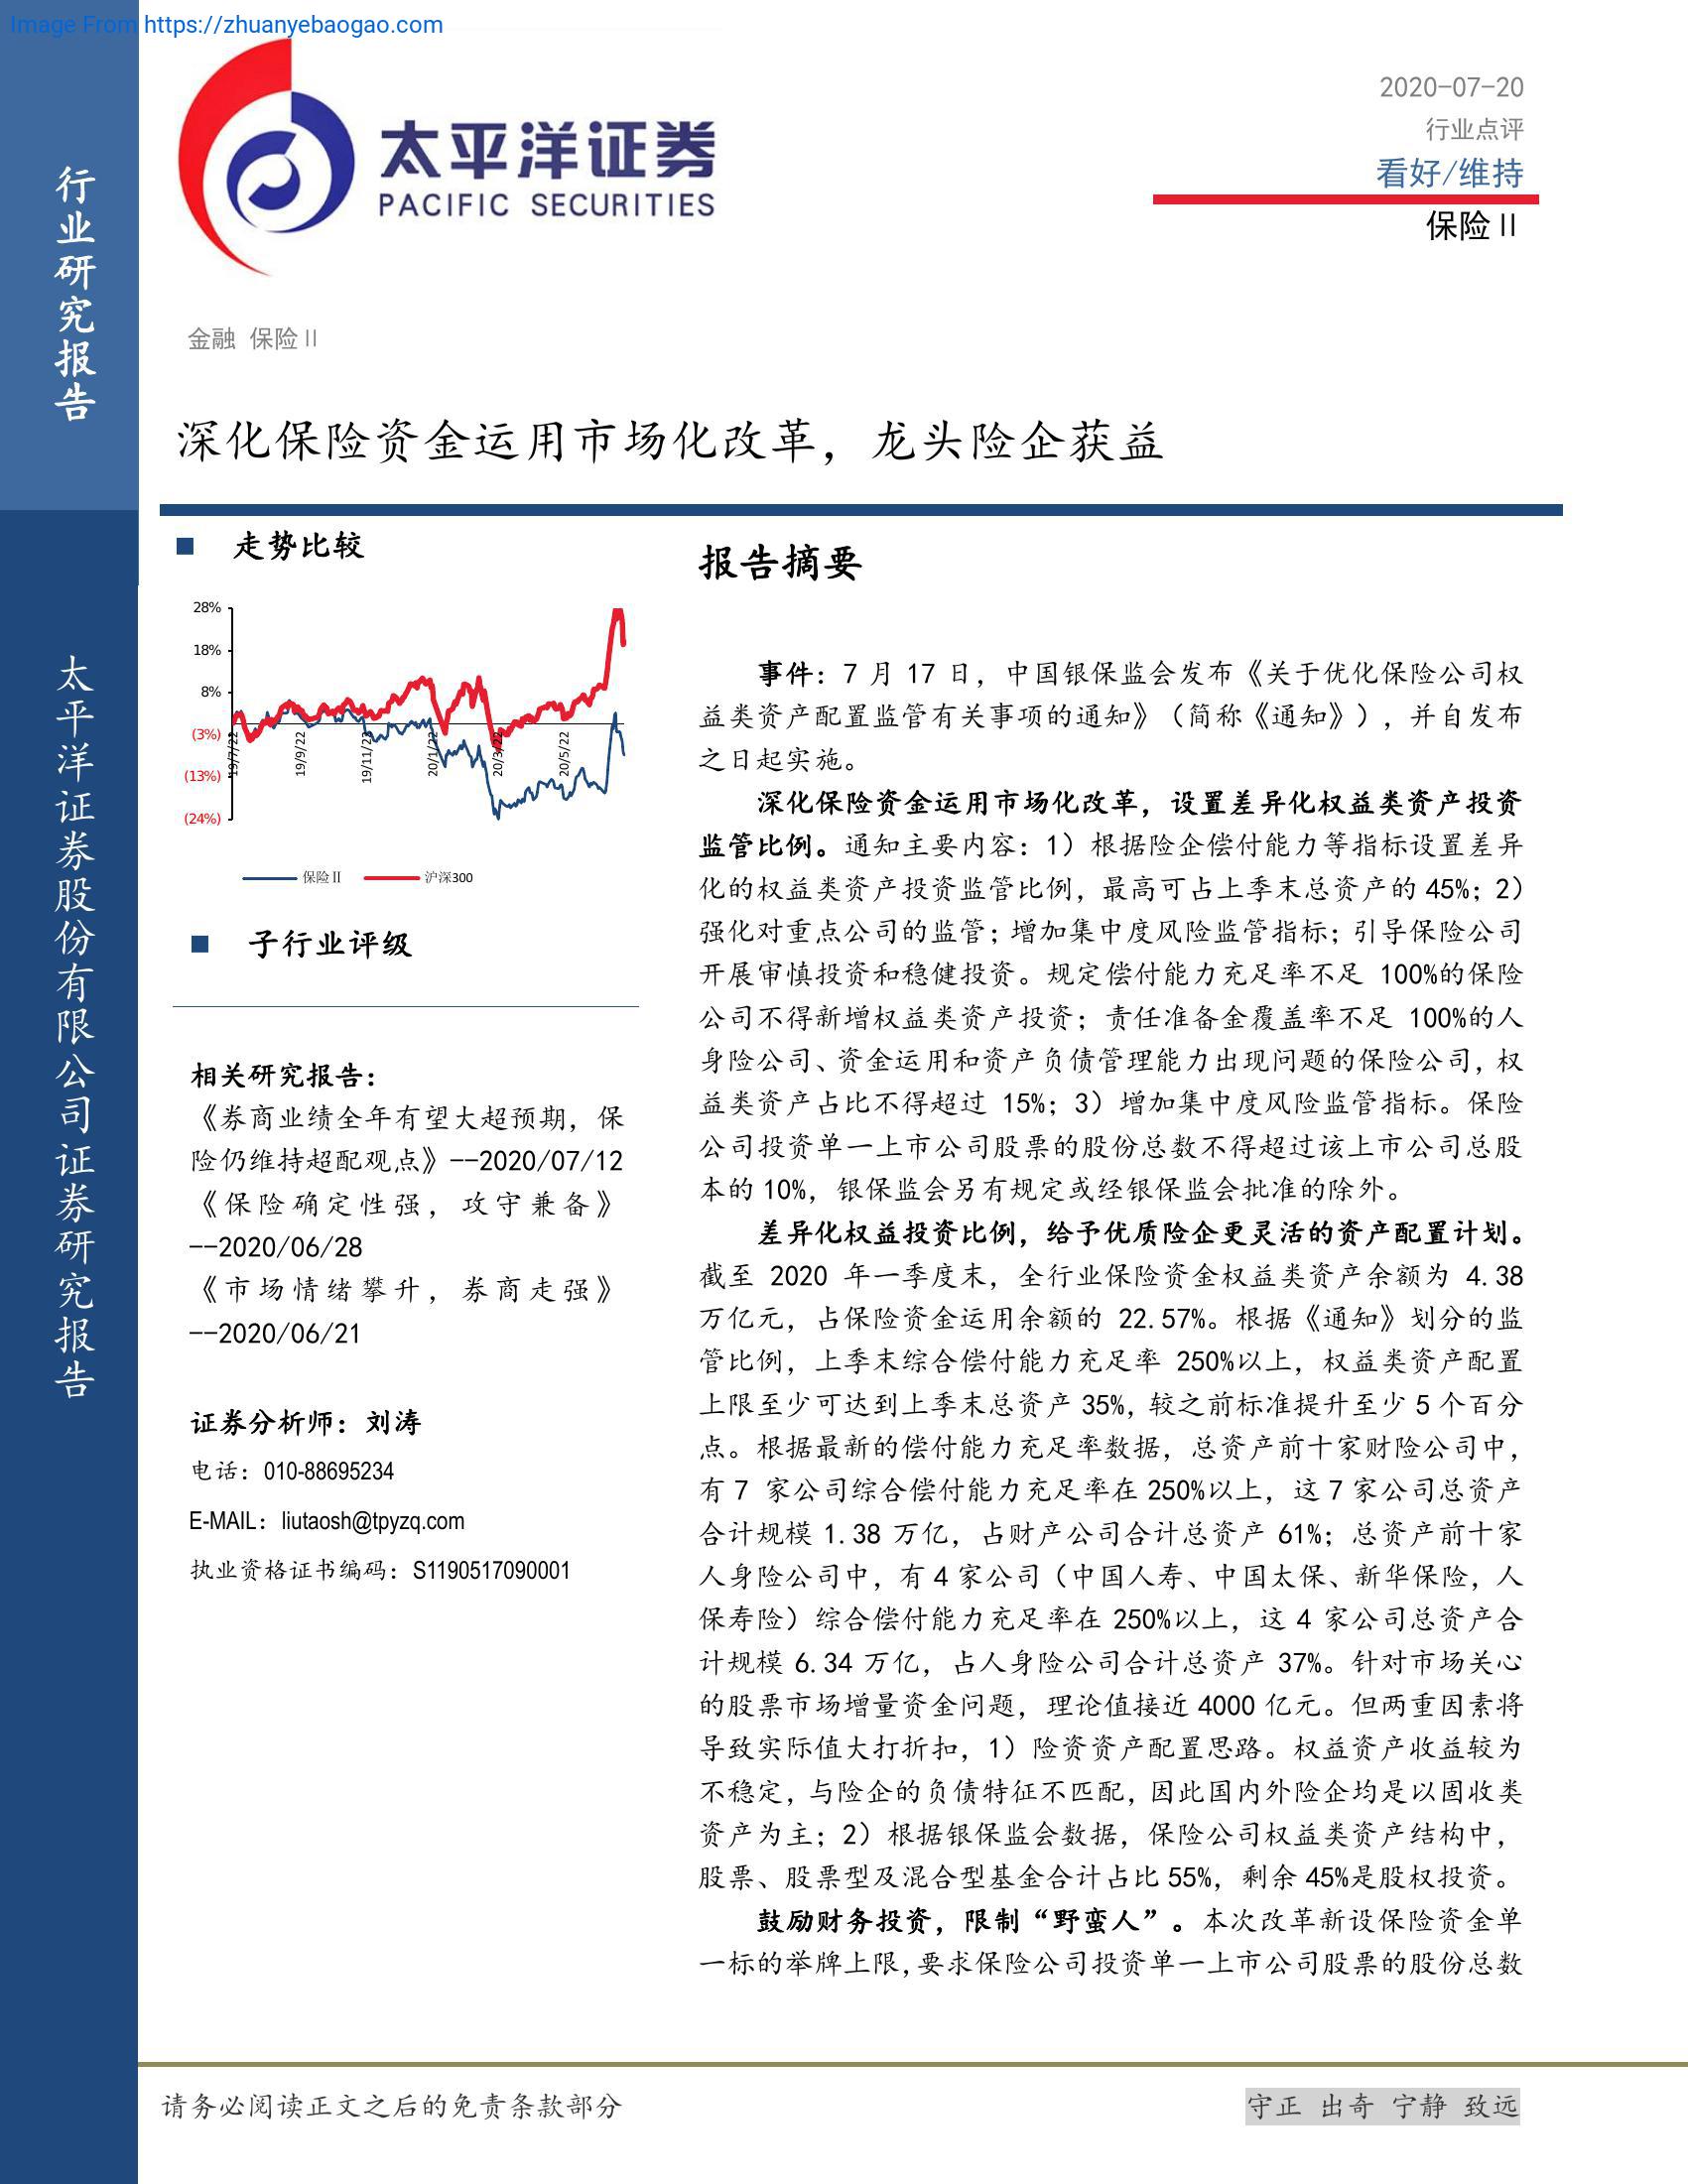 Image From https://zhuanyebaogao.com
行业研究报告
太平洋证券股份有限公司证券研究报告
太平洋证券
PACIFIC SECURITIES
2020-07-20
行业点评
看好/维持
保险Ⅱ
金融 保险Ⅱ
深化保险资金运用市场化改革，龙头险企获益
走势比较
28%
18%
8%
(3%)
(13%)
(24%)
19/7/22
19/9/22
19/11/22
20/1/22
20/3/22
20/5/22
保险Ⅱ
沪深300
子行业评级
相关研究报告：
《券商业绩全年有望大超预期，保
险仍维持超配观点》--2020/07/12
《保险确定性强，攻守兼备》
--2020/06/28
《市场情绪攀升，券商走强》
--2020/06/21
证券分析师：刘涛
电话：010-88695234
E-MAIL：liutaosh@tpyzq.com
执业资格证书编码：S1190517090001
报告摘要
事件：7 月 17 日，中国银保监会发布《关于优化保险公司权
益类资产配置监管有关事项的通知》（简称《通知》），并自发布
之日起实施。
深化保险资金运用市场化改革，设置差异化权益类资产投资
监管比例。通知主要内容：1）根据险企偿付能力等指标设置差异
化的权益类资产投资监管比例，最高可占上季末总资产的 45%；2）
强化对重点公司的监管；增加集中度风险监管指标；引导保险公司
开展审慎投资和稳健投资。规定偿付能力充足率不足 100%的保险
公司不得新增权益类资产投资；责任准备金覆盖率不足 100%的人
身险公司、资金运用和资产负债管理能力出现问题的保险公司，权
益类资产占比不得超过 15%；3）增加集中度风险监管指标。保险
公司投资单一上市公司股票的股份总数不得超过该上市公司总股
本的 10%，银保监会另有规定或经银保监会批准的除外。
差异化权益投资比例，给予优质险企更灵活的资产配置计划。
截至 2020 年一季度末，全行业保险资金权益类资产余额为 4.38
万亿元，占保险资金运用余额的 22.57%。根据《通知》划分的监
管比例，上季末综合偿付能力充足率 250%以上，权益类资产配置
上限至少可达到上季末总资产 35%，较之前标准提升至少 5 个百分
点。根据最新的偿付能力充足率数据，总资产前十家财险公司中，
有 7 家公司综合偿付能力充足率在 250%以上，这 7 家公司总资产
合计规模 1.38 万亿，占财产公司合计总资产 61%；总资产前十家
人身险公司中，有 4 家公司（中国人寿、中国太保、新华保险，人
保寿险）综合偿付能力充足率在 250%以上，这 4 家公司总资产合
计规模 6.34 万亿，占人身险公司合计总资产 37%。针对市场关心
的股票市场增量资金问题，理论值接近 4000 亿元。但两重因素将
导致实际值大打折扣，1）险资资产配置思路。权益资产收益较为
不稳定，与险企的负债特征不匹配，因此国内外险企均是以固收类
资产为主；2）根据银保监会数据，保险公司权益类资产结构中，
股票、股票型及混合型基金合计占比 55%，剩余 45%是股权投资。
鼓励财务投资，限制“野蛮人”。本次改革新设保险资金单
一标的举牌上限，要求保险公司投资单一上市公司股票的股份总数
请务必阅读正文之后的免责条款部分
守正 出奇 宁静 致远